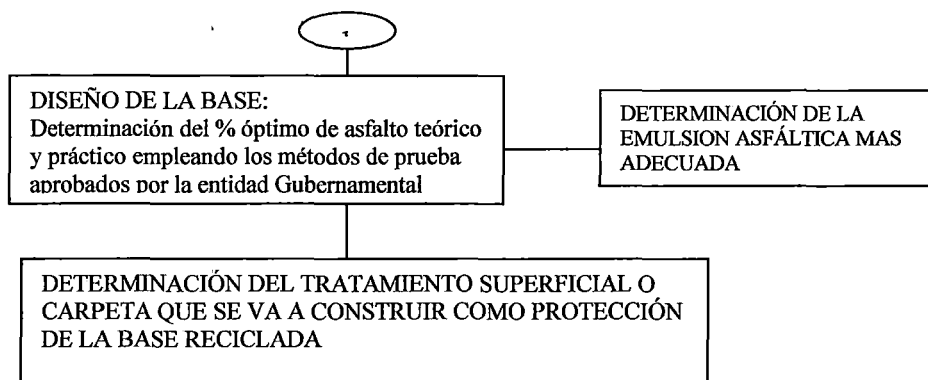 DISEÑO DE LA BASE:
Determinación del % óptimo de asfalto teórico
y práctico empleando los métodos de prueba
aprobados por la entidad Gubernamental
DETERMINACIÓN DE LA
EMULSION ASFÁLTICA MAS
ADECUADA
DETERMINACIÓN DEL TRATAMIENTO SUPERFICIAL O
CARPETA QUE SE VA A CONSTRUIR COMO PROTECCIÓN
DE LA BASE RECICLADA